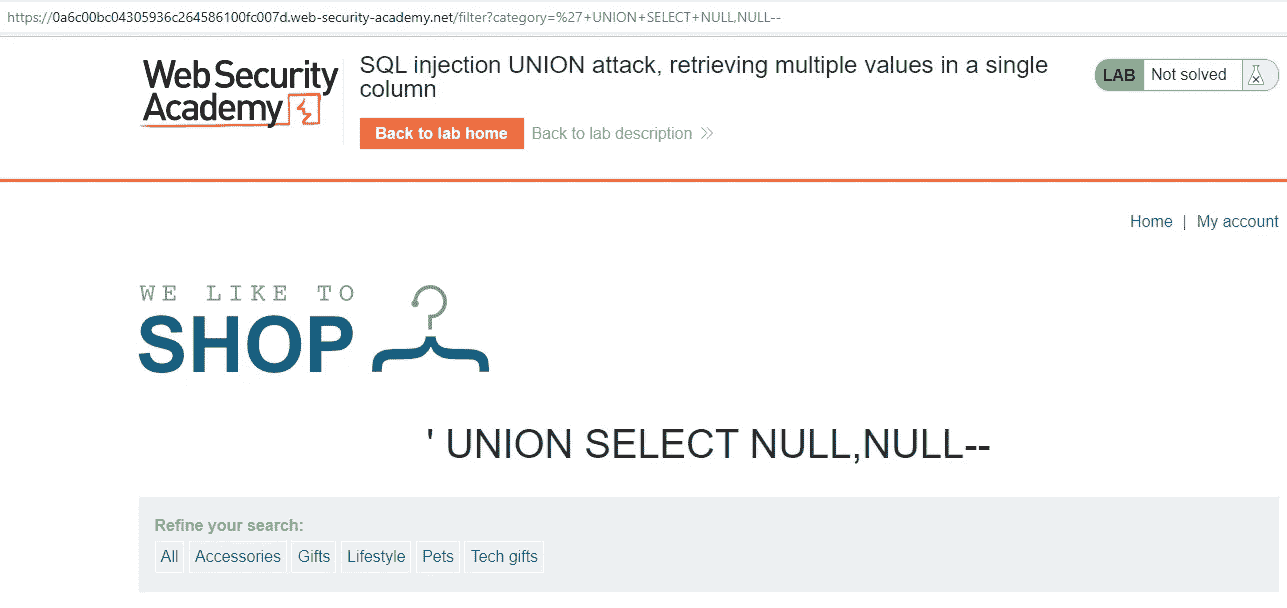 https://0a6c00bc04305936c264586100fc007d.web-security-academy.net/filter?category=%27+UNION+SELECT+NULL,NULL--
Web Security
Academy
SQL injection UNION attack, retrieving multiple values in a single
column
LAB Not solved
Back to lab home Back to lab description
Home | My account
WE LIKE TO
SHOP
' UNION SELECT NULL,NULL--
Refine your search:
All Accessories Gifts Lifestyle Pets Tech gifts